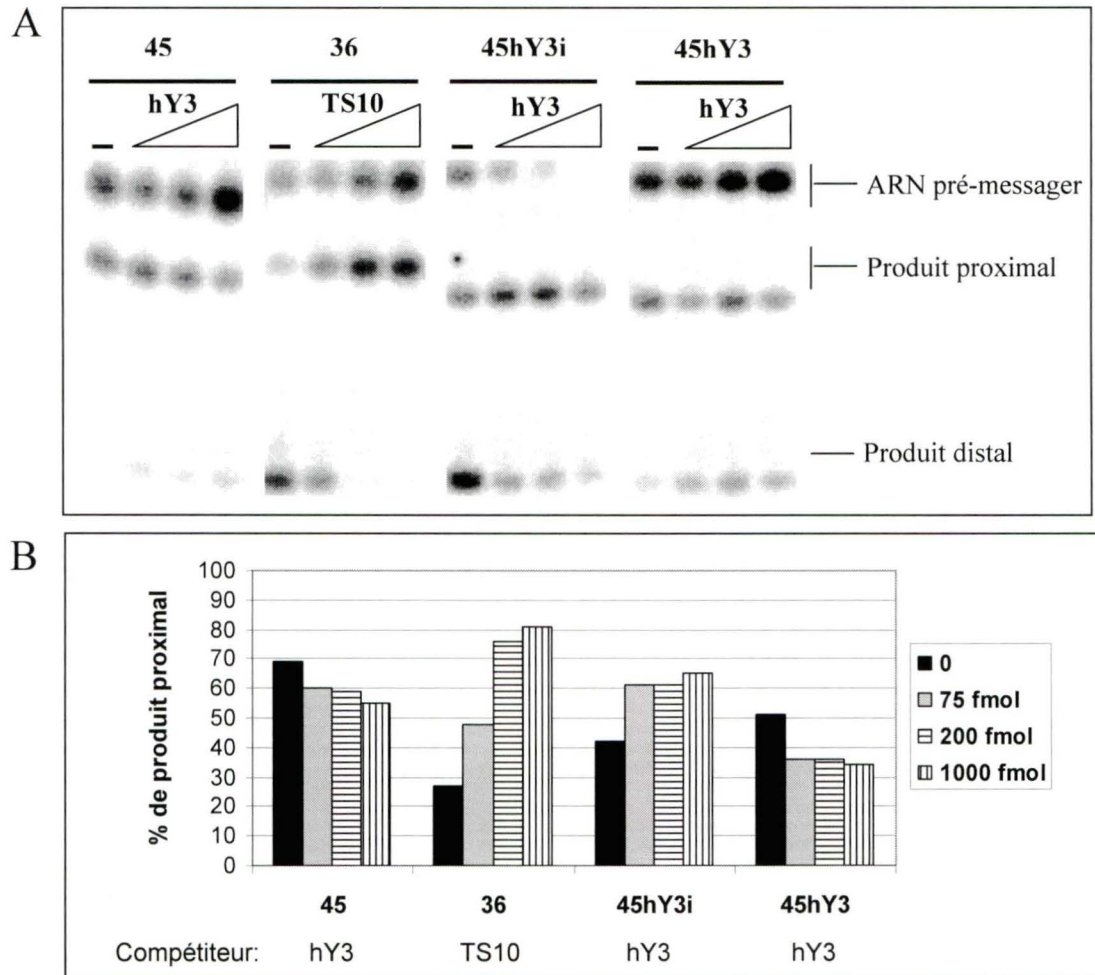 A
45 36 45hY3i 45hY3
hY3 TS10 hY3 hY3
– – – –
ARN pré-messager
Produit proximal
Produit distal
B
% de produit proximal
100
90
80
70
60
50
40
30
20
10
0
0
75 fmol
200 fmol
1000 fmol
45 36 45hY3i 45hY3
Compétiteur: hY3 TS10 hY3 hY3